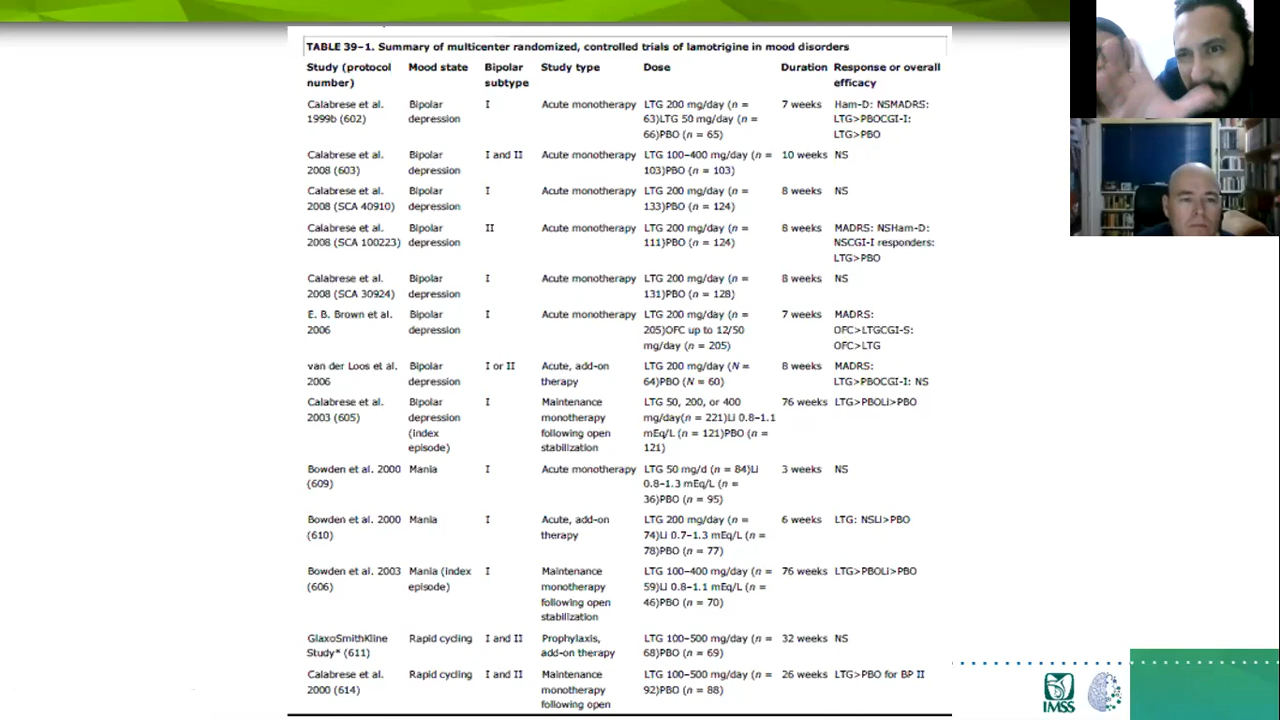 TABLE 39–1. Summary of multicenter randomized, controlled trials of lamotrigine in mood disorders
Study (protocol number) Mood state Bipolar subtype Study type Dose Duration Response or overall efficacy
Calabrese et al. 1999b (602) Bipolar depression I Acute monotherapy LTG 200 mg/day (n = 63)LTG 50 mg/day (n = 66)PBO (n = 65) 7 weeks Ham-D: NSMADRS: LTG>PBOCGI-I: LTG>PBO
Calabrese et al. 2008 (603) Bipolar depression I and II Acute monotherapy LTG 100–400 mg/day (n = 103)PBO (n = 103) 10 weeks NS
Calabrese et al. 2008 (SCA 40910) Bipolar depression I Acute monotherapy LTG 200 mg/day (n = 133)PBO (n = 124) 8 weeks NS
Calabrese et al. 2008 (SCA 100223) Bipolar depression II Acute monotherapy LTG 200 mg/day (n = 111)PBO (n = 124) 8 weeks MADRS: NSHam-D: NSCGI-I responders: LTG>PBO
Calabrese et al. 2008 (SCA 30924) Bipolar depression I Acute monotherapy LTG 200 mg/day (n = 131)PBO (n = 128) 8 weeks NS
E. B. Brown et al. 2006 Bipolar depression I Acute monotherapy LTG 200 mg/day (n = 205)OFC up to 12/50 mg/day (n = 205) 7 weeks MADRS: OFC>LTGCGI-S: OFC>LTG
van der Loos et al. 2006 Bipolar depression I or II Acute, add-on therapy LTG 200 mg/day (N = 64)PBO (N = 60) 8 weeks MADRS: LTG>PBOCGI-I: NS
Calabrese et al. 2003 (605) Bipolar depression (index episode) I Maintenance monotherapy following open stabilization LTG 50, 200, or 400 mg/day(n = 221)Li 0.8–1.1 mEq/L (n = 121)PBO (n = 121) 76 weeks LTG>PBOLi>PBO
Bowden et al. 2000 (609) Mania I Acute monotherapy LTG 50 mg/d (n = 84)Li 0.8–1.3 mEq/L (n = 36)PBO (n = 95) 3 weeks NS
Bowden et al. 2000 (610) Mania I Acute, add-on therapy LTG 200 mg/day (n = 74)Li 0.7–1.3 mEq/L (n = 78)PBO (n = 77) 6 weeks LTG: NSLi>PBO
Bowden et al. 2003 (606) Mania (index episode) I Maintenance monotherapy following open stabilization LTG 100–400 mg/day (n = 59)Li 0.8–1.1 mEq/L (n = 46)PBO (n = 70) 76 weeks LTG>PBOLi>PBO
GlaxoSmithKline Study* (611) Rapid cycling I and II Prophylaxis, add-on therapy LTG 100–500 mg/day (n = 68)PBO (n = 69) 32 weeks NS
Calabrese et al. 2000 (614) Rapid cycling I and II Maintenance monotherapy following open LTG 100–500 mg/day (n = 92)PBO (n = 88) 26 weeks LTG>PBO for BP II
IMSS